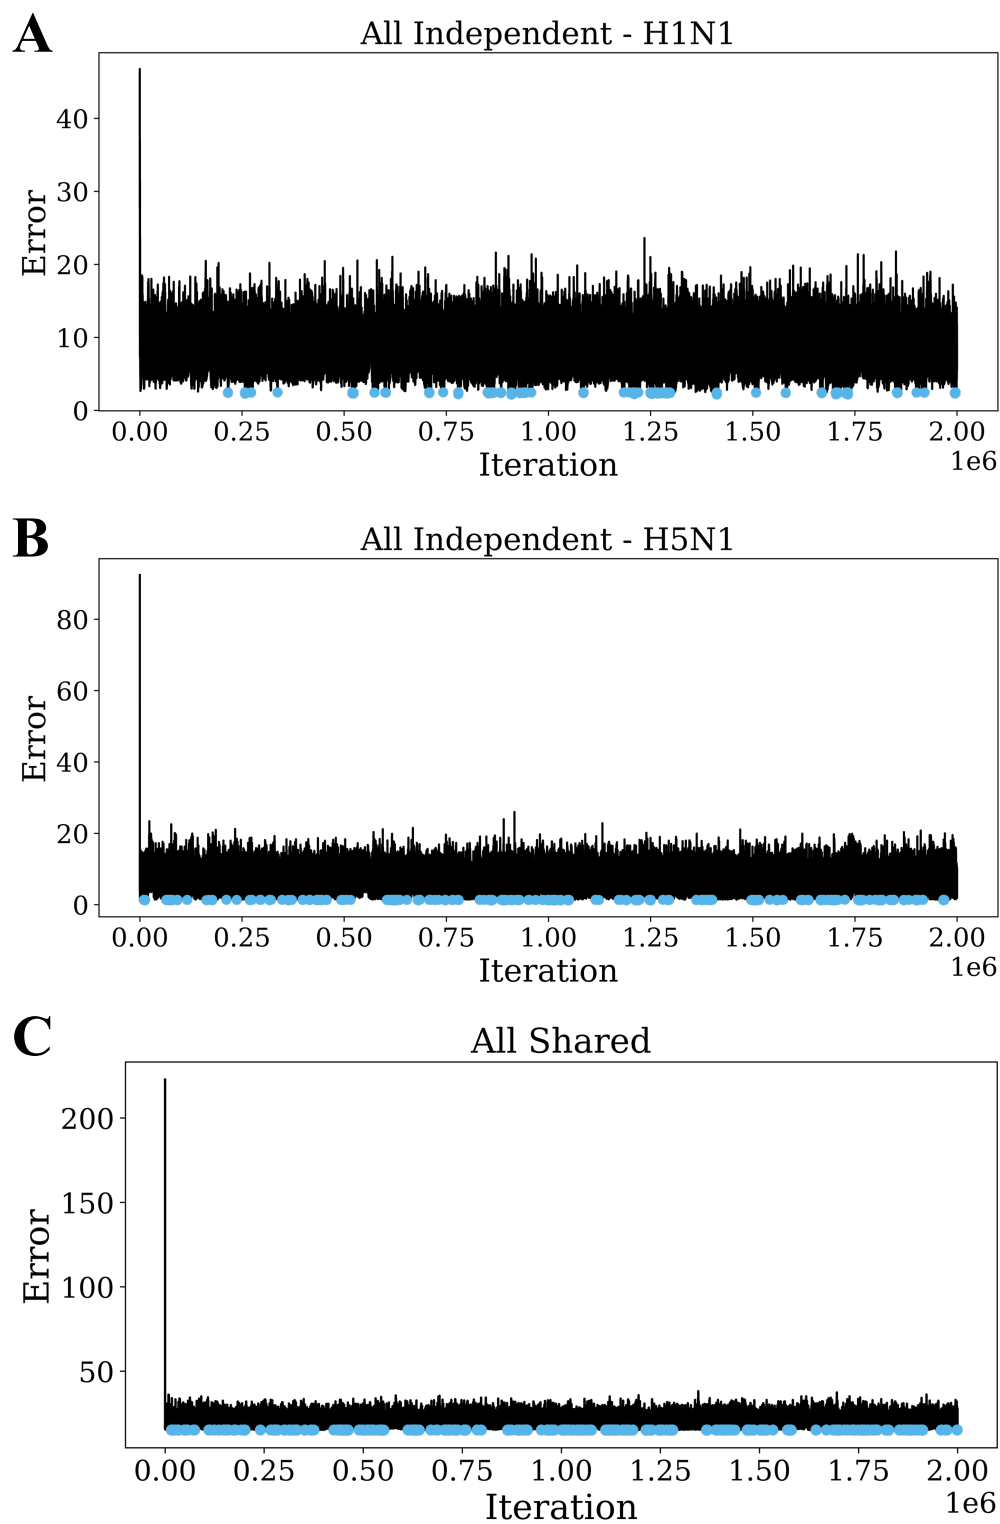 A
All Independent - H1N1
Error
40
30
20
10
0
0.00 0.25 0.50 0.75 1.00 1.25 1.50 1.75 2.00
1e6
Iteration
B
All Independent - H5N1
Error
80
60
40
20
0
0.00 0.25 0.50 0.75 1.00 1.25 1.50 1.75 2.00
1e6
Iteration
C
All Shared
Error
200
150
100
50
0.00 0.25 0.50 0.75 1.00 1.25 1.50 1.75 2.00
1e6
Iteration